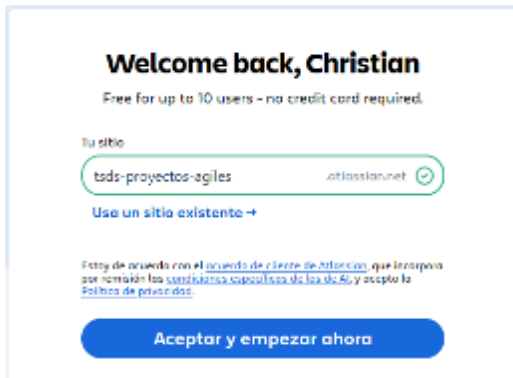 Welcome back, Christian
Free for up to 10 users – no credit card required.
Tu sitio
tsds-proyectos-agiles .atlassian.net
Usa un sitio existente →
Estoy de acuerdo con el acuerdo de cliente de Atlassian, que incorpora
por remisión las condiciones específicas de las de AI, y acepto la
Política de privacidad.
Aceptar y empezar ahora